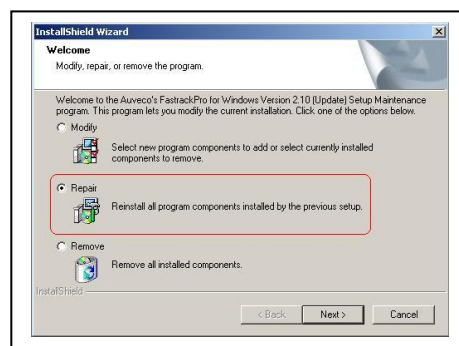 InstallShield Wizard
Welcome
Modify, repair, or remove the program.
Welcome to the Auveco's FastrackPro for Windows Version 2.10 (Update) Setup Maintenance
program. This program lets you modify the current installation. Click one of the options below.
Modify
Select new program components to add or select currently installed
components to remove.
Repair
Reinstall all program components installed by the previous setup.
Remove
Remove all installed components.
InstallShield
< Back
Next >
Cancel